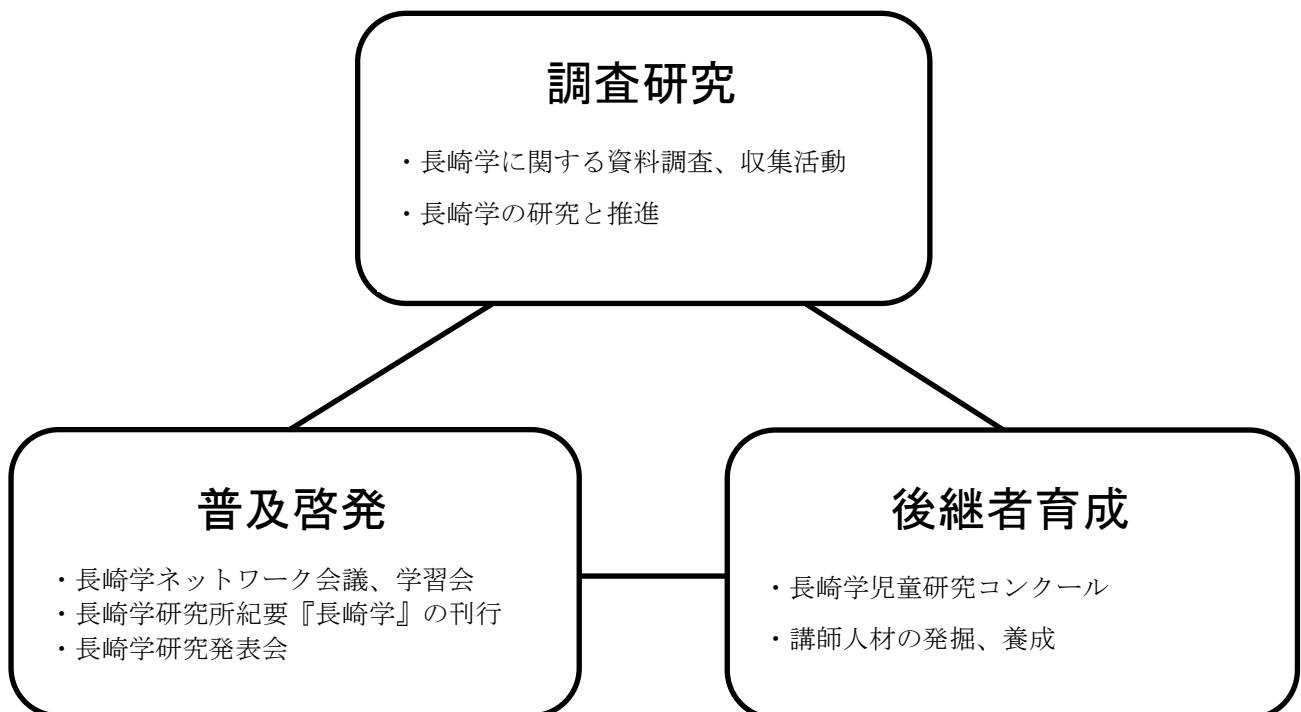 調査研究
・長崎学に関する資料調査、収集活動
・長崎学の研究と推進
普及啓発
・長崎学ネットワーク会議、学習会
・長崎学研究所紀要『長崎学』の刊行
・長崎学研究発表会
後継者育成
・長崎学児童研究コンクール
・講師人材の発掘、養成